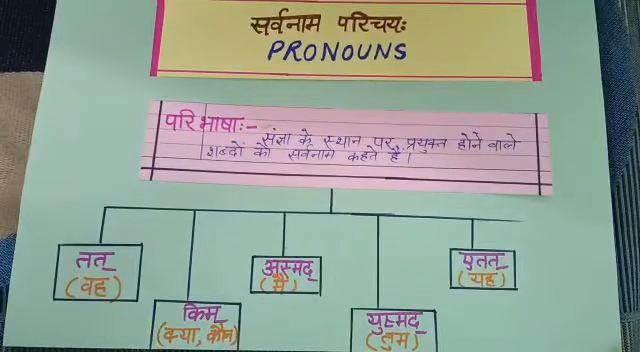 सर्वनाम परिचयः
PRONOUNS
परिभाषाः-
संज्ञा के स्थान पर प्रयुक्त होने वाले
शब्दों को सर्वनाम कहते है।
तत्
(वह)
किम्
(क्या, कौन)
अस्मद्
(मैं)
युष्मद्
(तुम)
एतत्
(यह)